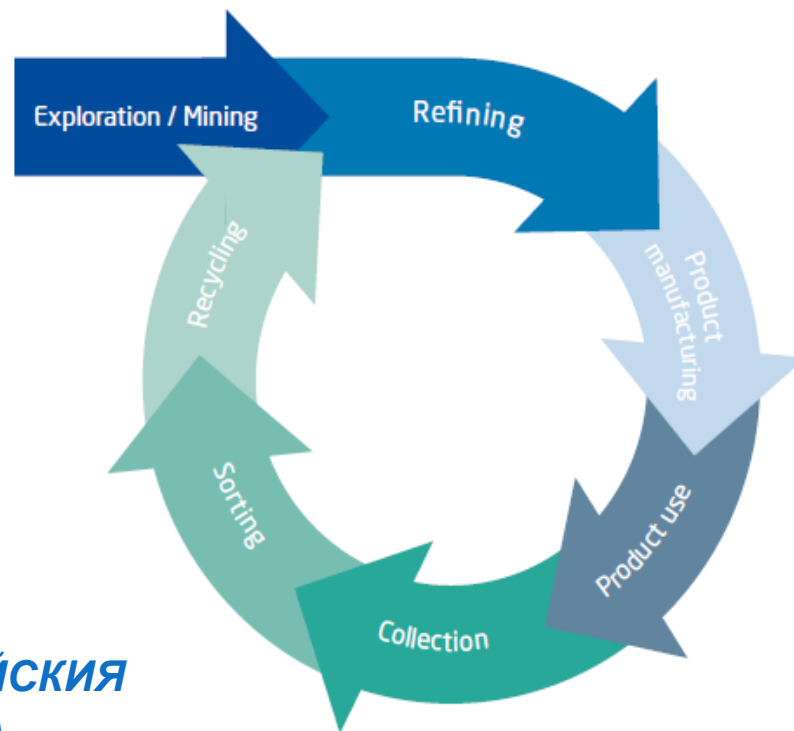 Exploration / Mining
Refining
Product
manufacturing
Product use
Collection
Sorting
Recycling
ЙСКИЯ